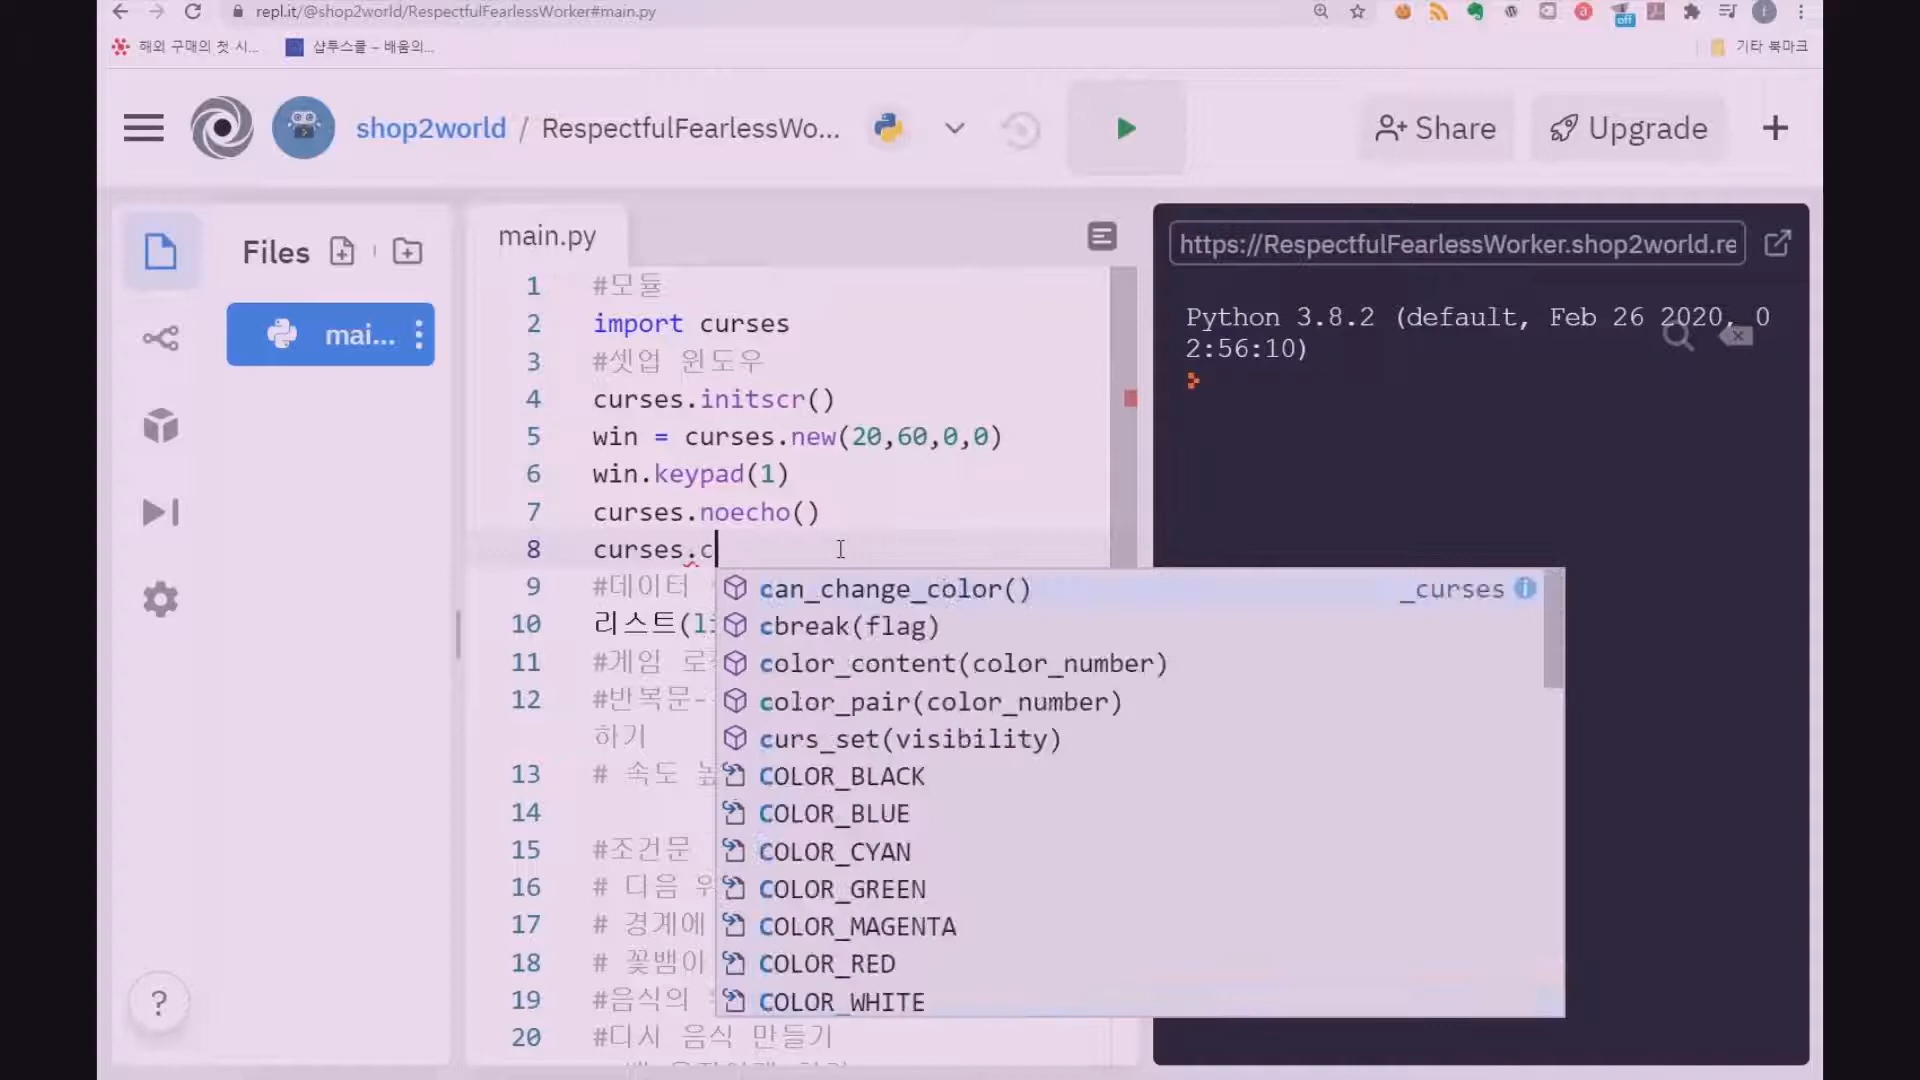 repl.it/@shop2world/RespectfulFearlessWorker#main.py
해외 구매의 첫 시...
샵투스쿨 – 배움의...
off
기타 북마크
shop2world / RespectfulFearlessWo...
Share
Upgrade
Files
mai...
main.py
https://RespectfulFearlessWorker.shop2world.re
Python 3.8.2 (default, Feb 26 2020, 0
2:56:10)
1 #모듈
2 import curses
3 #셋업 윈도우
4 curses.initscr()
5 win = curses.new(20,60,0,0)
6 win.keypad(1)
7 curses.noecho()
8 curses.c
9 #데이터
10 리스트(li
11 #게임
12 #반복문-
하기
13 # 속도
14
15 #조건문
16 # 다음
17 # 경계에
18 # 꽃뱀이
19 #음식의
20 #디시 음식 만들기
can_change_color() _curses
cbreak(flag)
color_content(color_number)
color_pair(color_number)
curs_set(visibility)
COLOR_BLACK
COLOR_BLUE
COLOR_CYAN
COLOR_GREEN
COLOR_MAGENTA
COLOR_RED
COLOR_WHITE
?